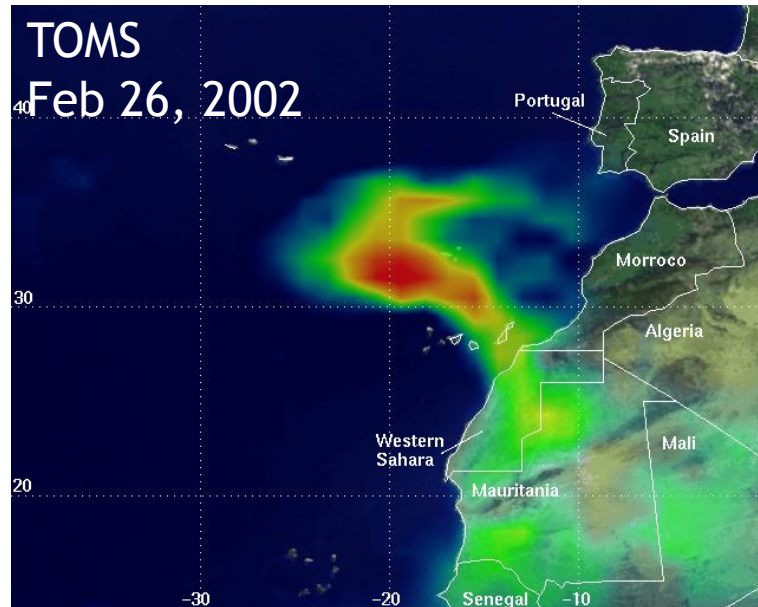 TOMS
Feb 26, 2002
40
Portugal
Spain
Morroco
30
Algeria
Western
Sahara
Mali
20
Mauritania
-30
-20
Senegal
-10